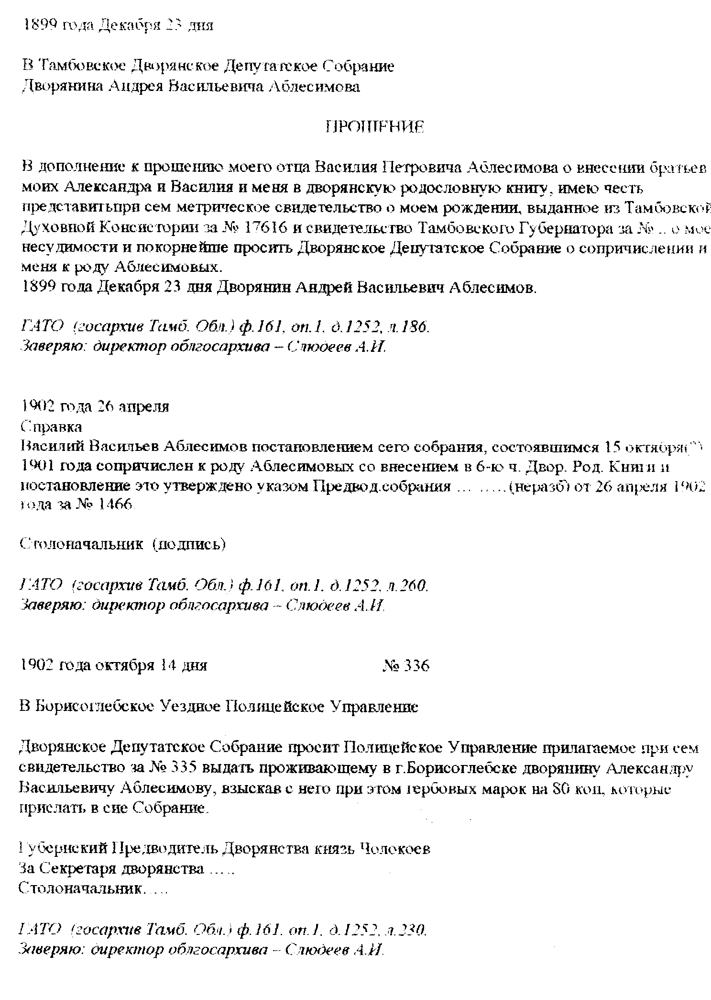 1899 года Декабря 23 дня
В Тамбовское Дворянское Депутатское Собрание
Дворянина Андрея Васильевича Аблесимова
ПРОШЕНИЕ
В дополнение к прошению моего отца Василия Петровича Аблесимова о внесении братьев
моих Александра и Василия и меня в дворянскую родословную книгу, имею честь
представитьпри сем метрическое свидетельство о моем рождении, выданное из Тамбовской
Духовной Консистории за № 17616 и свидетельство Тамбовского Губернатора за № .. о мое
несудимости и покорнейше просить Дворянское Депутатское Собрание о сопричислении и
меня к роду Аблесимовых.
1899 года Декабря 23 дня Дворянин Андрей Васильевич Аблесимов.
ГАТО (госархив Тамб. Обл.) ф.161, оп.1, д.1252, л.186.
Заверяю: директор облгосархива – Слюдеев А.И.
1902 года 26 апреля
Справка
Василий Васильев Аблесимов постановлением сего собрания, состоявшимся 15 октября(?)
1901 года сопричислен к роду Аблесимовых со внесением в 6-ю ч. Двор. Род. Книги и
постановление это утверждено указом Предвод.собрания ... ......(неразб) от 26 апреля 1902
года за № 1466
Столоначальник (подпись)
ГАТО (госархив Тамб. Обл.) ф.161, оп.1, д.1252, л.260.
Заверяю: директор облгосархива – Слюдеев А.И.
1902 года октября 14 дня № 336
В Борисоглебское Уездное Полицейское Управление
Дворянское Депутатское Собрание просит Полицейское Управление прилагаемое при сем
свидетельство за № 335 выдать проживающему в г.Борисоглебске дворянину Александру
Васильевичу Аблесимову, взыскав с него при этом гербовых марок на 80 коп, которые
прислать в сие Собрание.
Губернский Предводитель Дворянства князь Чолокоев
За Секретаря дворянства .....
Столоначальник.....
ГАТО (госархив Тамб. Обл.) ф.161, оп.1, д.1252, л.230.
Заверяю: директор облгосархива – Слюдеев А.И.